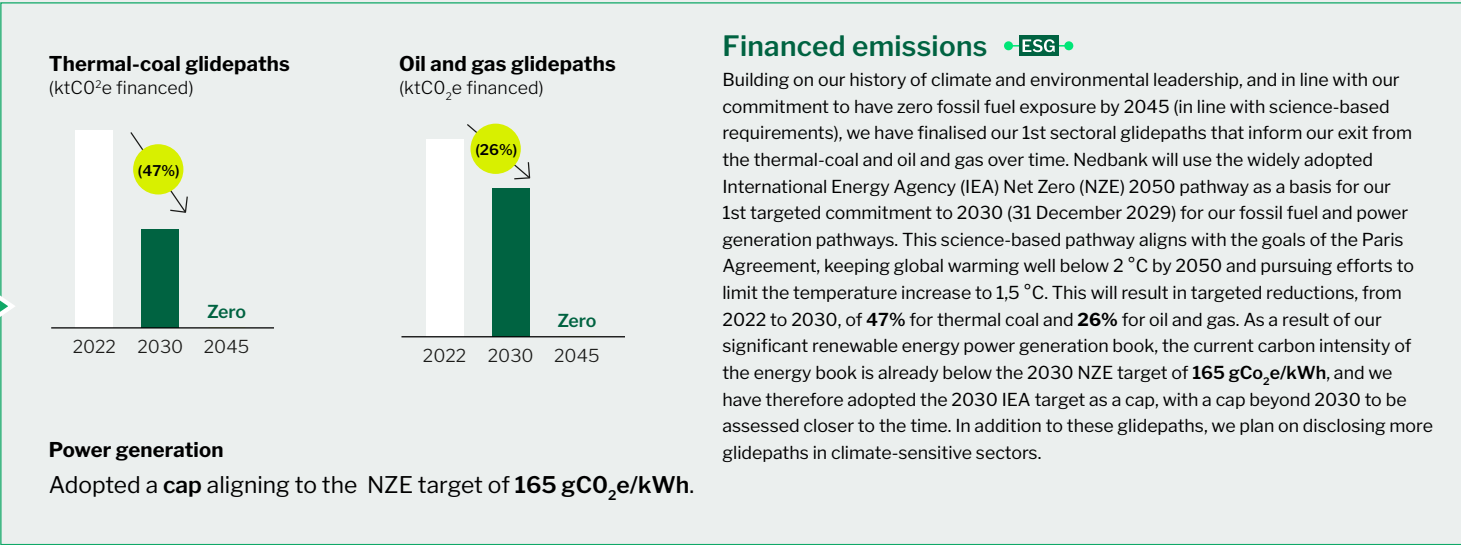 Thermal-coal glidepaths
(ktC0²e financed)
(47%)
Zero
2022 2030 2045
Oil and gas glidepaths
(ktC0₂e financed)
(26%)
Zero
2022 2030 2045
Power generation
Adopted a cap aligning to the NZE target of 165 gC0₂e/kWh.
Financed emissions ESG
Building on our history of climate and environmental leadership, and in line with our
commitment to have zero fossil fuel exposure by 2045 (in line with science-based
requirements), we have finalised our 1st sectoral glidepaths that inform our exit from
the thermal-coal and oil and gas over time. Nedbank will use the widely adopted
International Energy Agency (IEA) Net Zero (NZE) 2050 pathway as a basis for our
1st targeted commitment to 2030 (31 December 2029) for our fossil fuel and power
generation pathways. This science-based pathway aligns with the goals of the Paris
Agreement, keeping global warming well below 2 °C by 2050 and pursuing efforts to
limit the temperature increase to 1,5 °C. This will result in targeted reductions, from
2022 to 2030, of 47% for thermal coal and 26% for oil and gas. As a result of our
significant renewable energy power generation book, the current carbon intensity of
the energy book is already below the 2030 NZE target of 165 gCo₂e/kWh, and we
have therefore adopted the 2030 IEA target as a cap, with a cap beyond 2030 to be
assessed closer to the time. In addition to these glidepaths, we plan on disclosing more
glidepaths in climate-sensitive sectors.